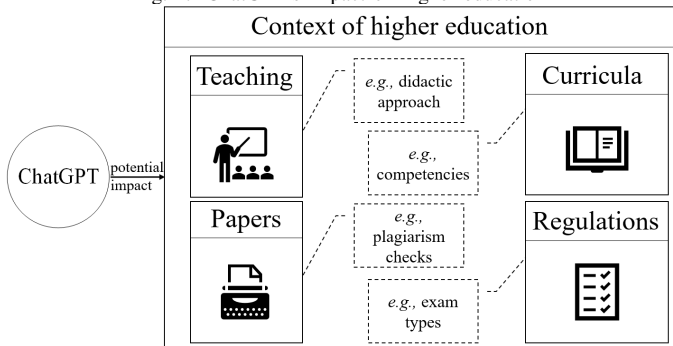 Context of higher education
Teaching
e.g., didactic
approach
Curricula
e.g.,
competencies
ChatGPT
potential
impact
Papers
e.g.,
plagiarism
checks
Regulations
e.g., exam
types